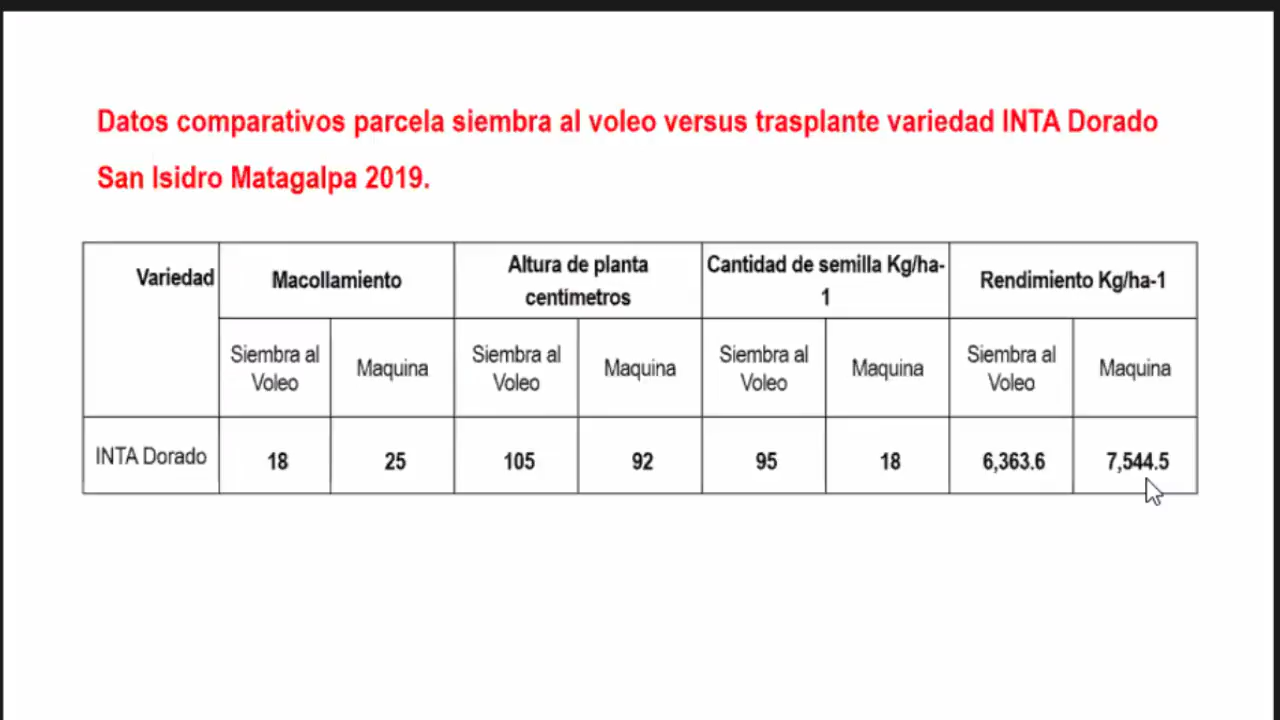 Datos comparativos parcela siembra al voleo versus trasplante variedad INTA Dorado
San Isidro Matagalpa 2019.
Variedad
Macollamiento
Altura de planta
centímetros
Cantidad de semilla Kg/ha-
1
Rendimiento Kg/ha-1
Siembra al
Voleo
Maquina
Siembra al
Voleo
Maquina
Siembra al
Voleo
Maquina
Siembra al
Voleo
Maquina
INTA Dorado
18
25
105
92
95
18
6,363.6
7,544.5